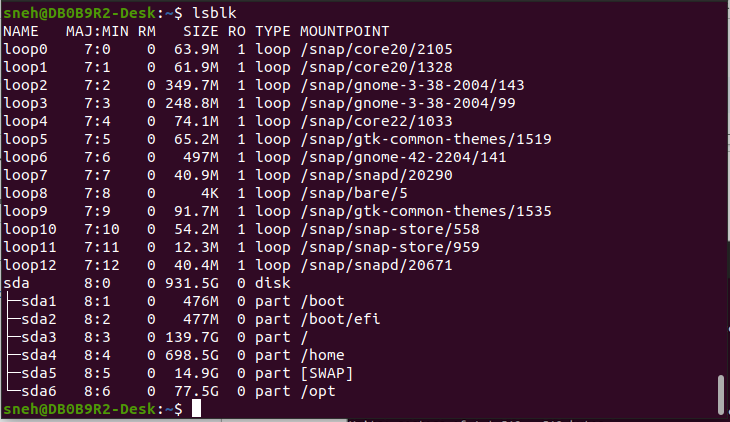 sneh@DB0B9R2-Desk:~$ lsblk
NAME   MAJ:MIN RM   SIZE RO TYPE MOUNTPOINT
loop0    7:0    0  63.9M  1 loop /snap/core20/2105
loop1    7:1    0  61.9M  1 loop /snap/core20/1328
loop2    7:2    0 349.7M  1 loop /snap/gnome-3-38-2004/143
loop3    7:3    0 248.8M  1 loop /snap/gnome-3-38-2004/99
loop4    7:4    0  74.1M  1 loop /snap/core22/1033
loop5    7:5    0  65.2M  1 loop /snap/gtk-common-themes/1519
loop6    7:6    0   497M  1 loop /snap/gnome-42-2204/141
loop7    7:7    0  40.9M  1 loop /snap/snapd/20290
loop8    7:8    0     4K  1 loop /snap/bare/5
loop9    7:9    0  91.7M  1 loop /snap/gtk-common-themes/1535
loop10   7:10   0  54.2M  1 loop /snap/snap-store/558
loop11   7:11   0  12.3M  1 loop /snap/snap-store/959
loop12   7:12   0  40.4M  1 loop /snap/snapd/20671
sda      8:0    0 931.5G  0 disk
├─sda1   8:1    0   476M  0 part /boot
├─sda2   8:2    0   477M  0 part /boot/efi
├─sda3   8:3    0 139.7G  0 part /
├─sda4   8:4    0 698.5G  0 part /home
├─sda5   8:5    0  14.9G  0 part [SWAP]
└─sda6   8:6    0  77.5G  0 part /opt
sneh@DB0B9R2-Desk:~$